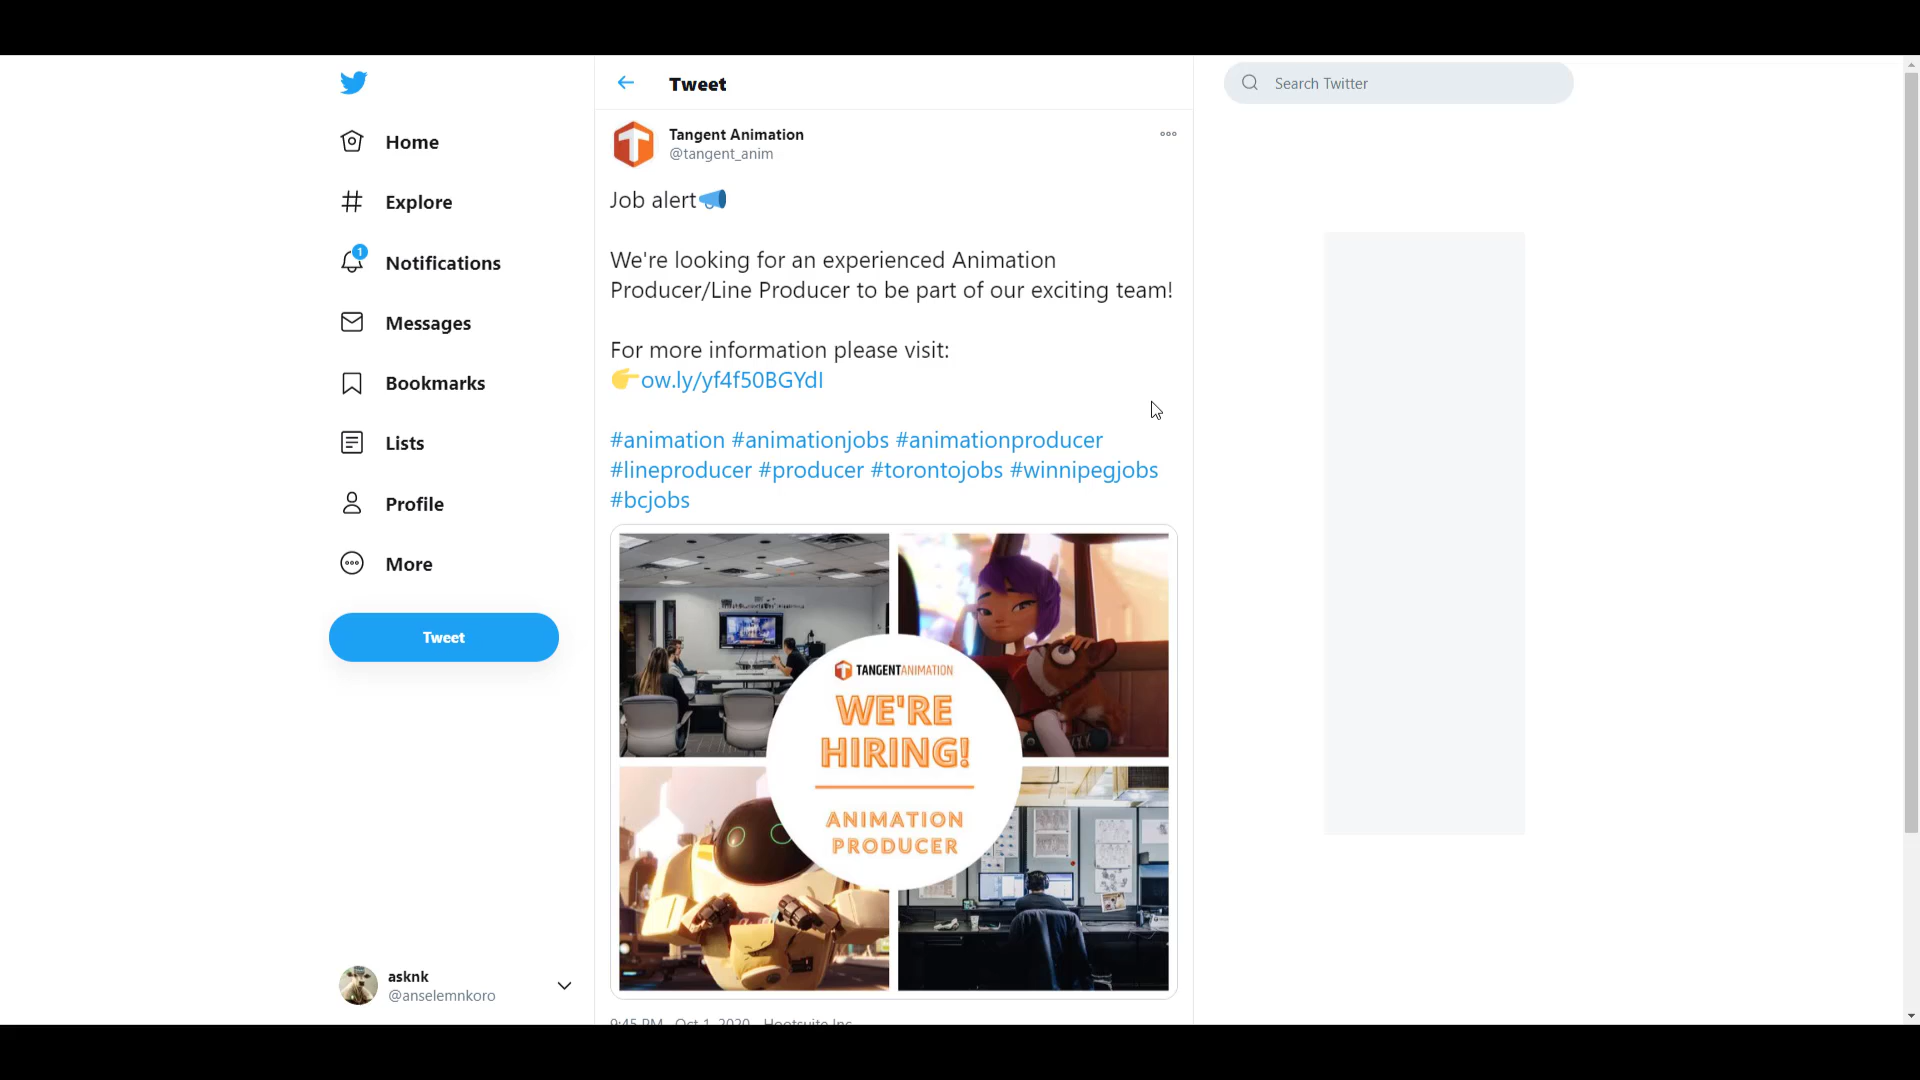 Tweet
Search Twitter
Home
Explore
1
Notifications
Messages
Bookmarks
Lists
Profile
More
Tweet
asknk
@anselemnkoro
Tangent Animation
@tangent_anim
Job alert
We're looking for an experienced Animation
Producer/Line Producer to be part of our exciting team!
For more information please visit:
ow.ly/yf4f50BGYdI
#animation #animationjobs #animationproducer
#lineproducer #producer #torontojobs #winnipegjobs
#bcjobs
TANGENTANIMATION
WE'RE
HIRING!
ANIMATION
PRODUCER
9:45 PM · Oct 1, 2020 · Hootsuite Inc.